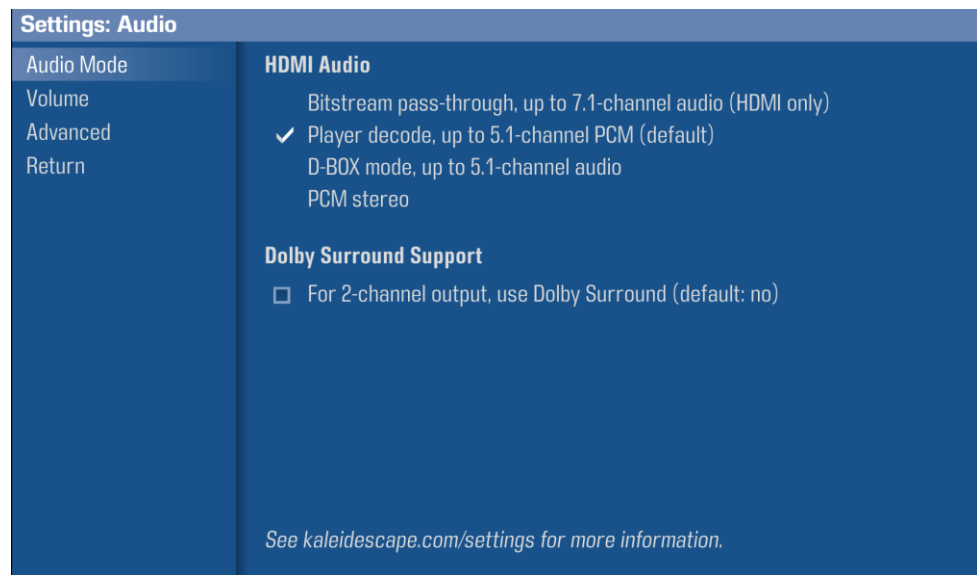 Settings: Audio
Audio Mode
Volume
Advanced
Return
HDMI Audio
Bitstream pass-through, up to 7.1-channel audio (HDMI only)
Player decode, up to 5.1-channel PCM (default)
D-BOX mode, up to 5.1-channel audio
PCM stereo
Dolby Surround Support
For 2-channel output, use Dolby Surround (default: no)
See kaleidescape.com/settings for more information.